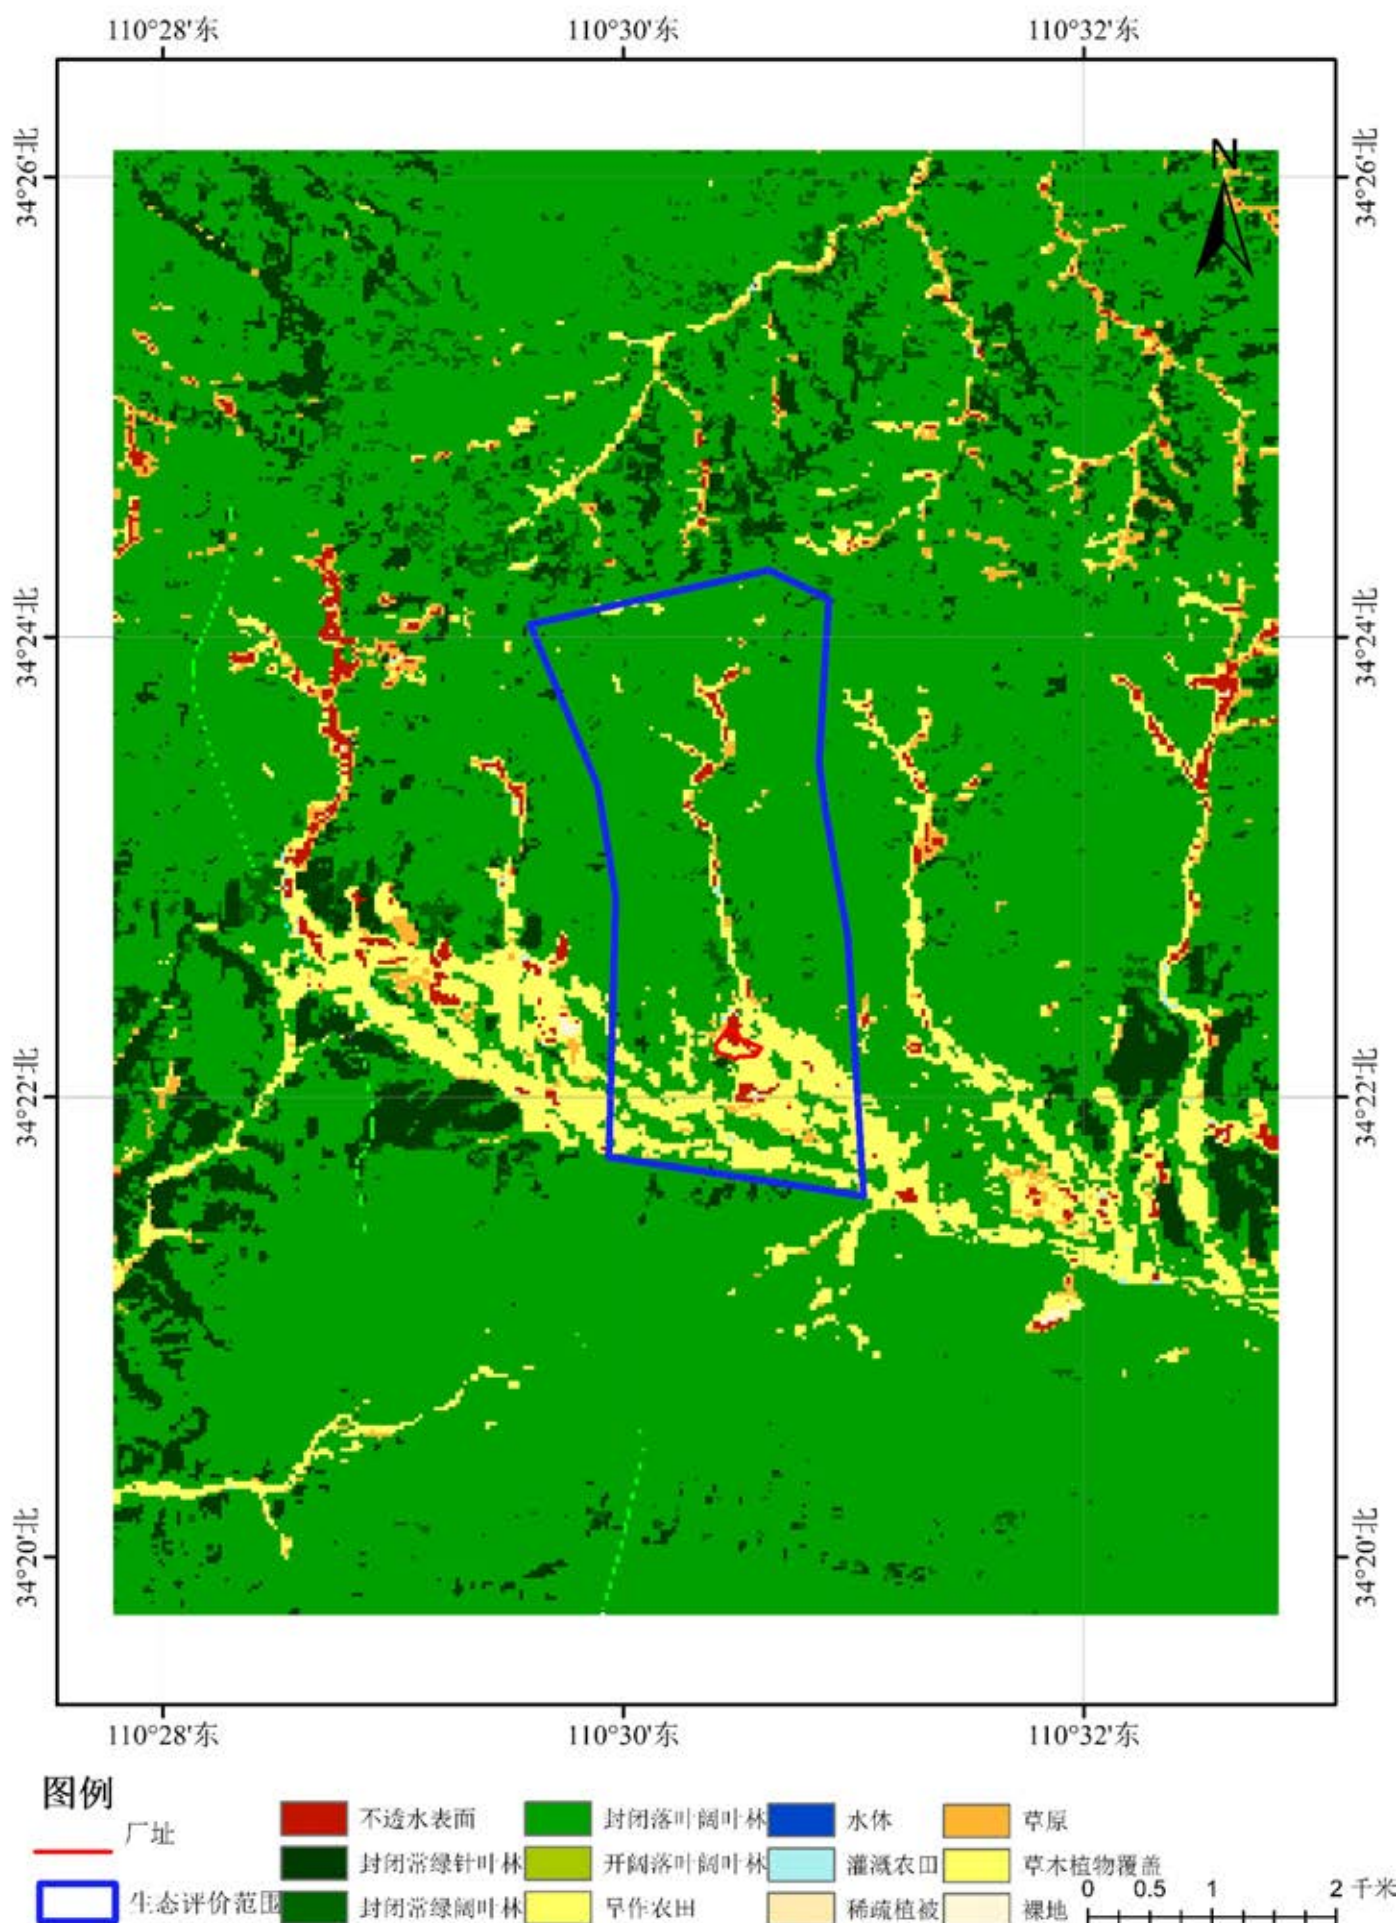 110°28'东 110°30'东 110°32'东
34°26'北 34°26'北
N
34°24'北 34°24'北
34°22'北 34°22'北
34°20'北 34°20'北
110°28'东 110°30'东 110°32'东
图例
厂址
生态评价范围
不透水表面
封闭常绿针叶林
封闭常绿阔叶林
封闭落叶阔叶林
开阔落叶阔叶林
旱作农田
水体
灌溉农田
稀疏植被
草原
草木植物覆盖
裸地
0 0.5 1 2 千米